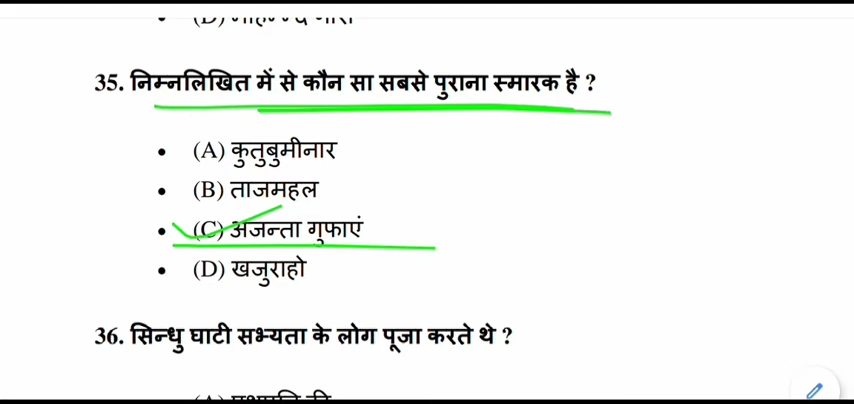 35. निम्नलिखित में से कौन सा सबसे पुराना स्मारक है ?
(A) कुतुबुमीनार
(B) ताजमहल
(C) अजन्ता गुफाएं
(D) खजुराहो
36. सिन्धु घाटी सभ्यता के लोग पूजा करते थे ?